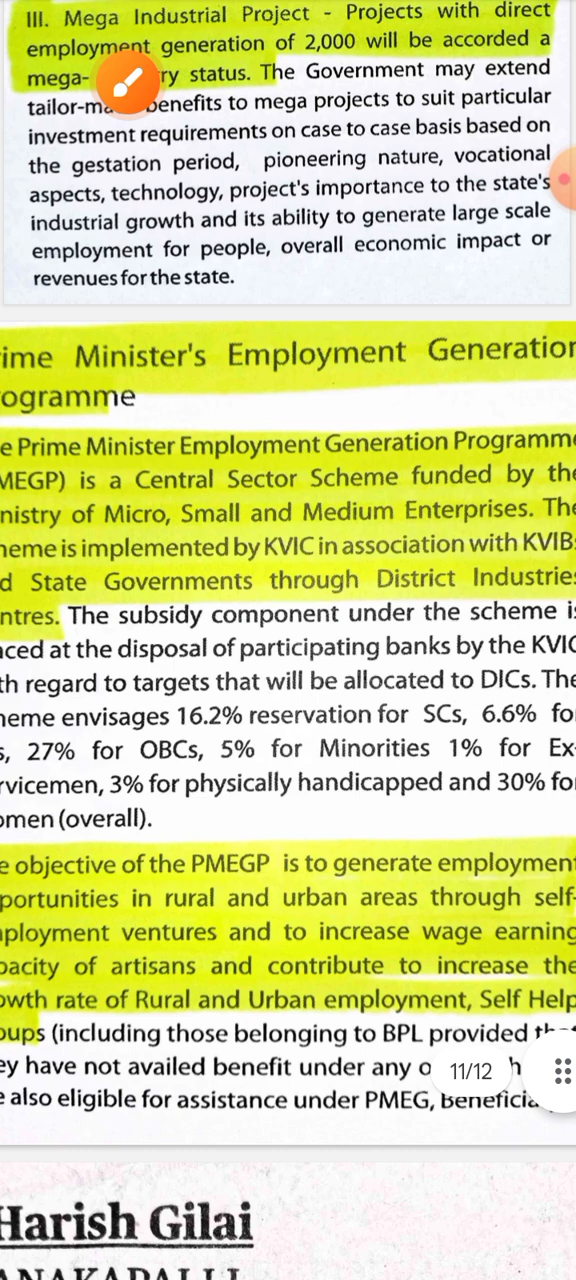 III. Mega Industrial Project - Projects with direct
employment generation of 2,000 will be accorded a
mega- ry status. The Government may extend
tailor-ma benefits to mega projects to suit particular
investment requirements on case to case basis based on
the gestation period, pioneering nature, vocational
aspects, technology, project's importance to the state's
industrial growth and its ability to generate large scale
employment for people, overall economic impact or
revenues for the state.
ime Minister's Employment Generation
ogramme
e Prime Minister Employment Generation Programme
MEGP) is a Central Sector Scheme funded by the
nistry of Micro, Small and Medium Enterprises. The
heme is implemented by KVIC in association with KVIBs
d State Governments through District Industries
ntres. The subsidy component under the scheme is
aced at the disposal of participating banks by the KVIC
th regard to targets that will be allocated to DICs. The
heme envisages 16.2% reservation for SCs, 6.6% for
s, 27% for OBCs, 5% for Minorities 1% for Ex-
rvicemen, 3% for physically handicapped and 30% for
omen (overall).
e objective of the PMEGP is to generate employment
portunities in rural and urban areas through self-
ployment ventures and to increase wage earning
pacity of artisans and contribute to increase the
owth rate of Rural and Urban employment, Self Help
oups (including those belonging to BPL provided
ey have not availed benefit under any
11/12
e also eligible for assistance under PMEG,
Harish Gilai
ANAKAPALLI